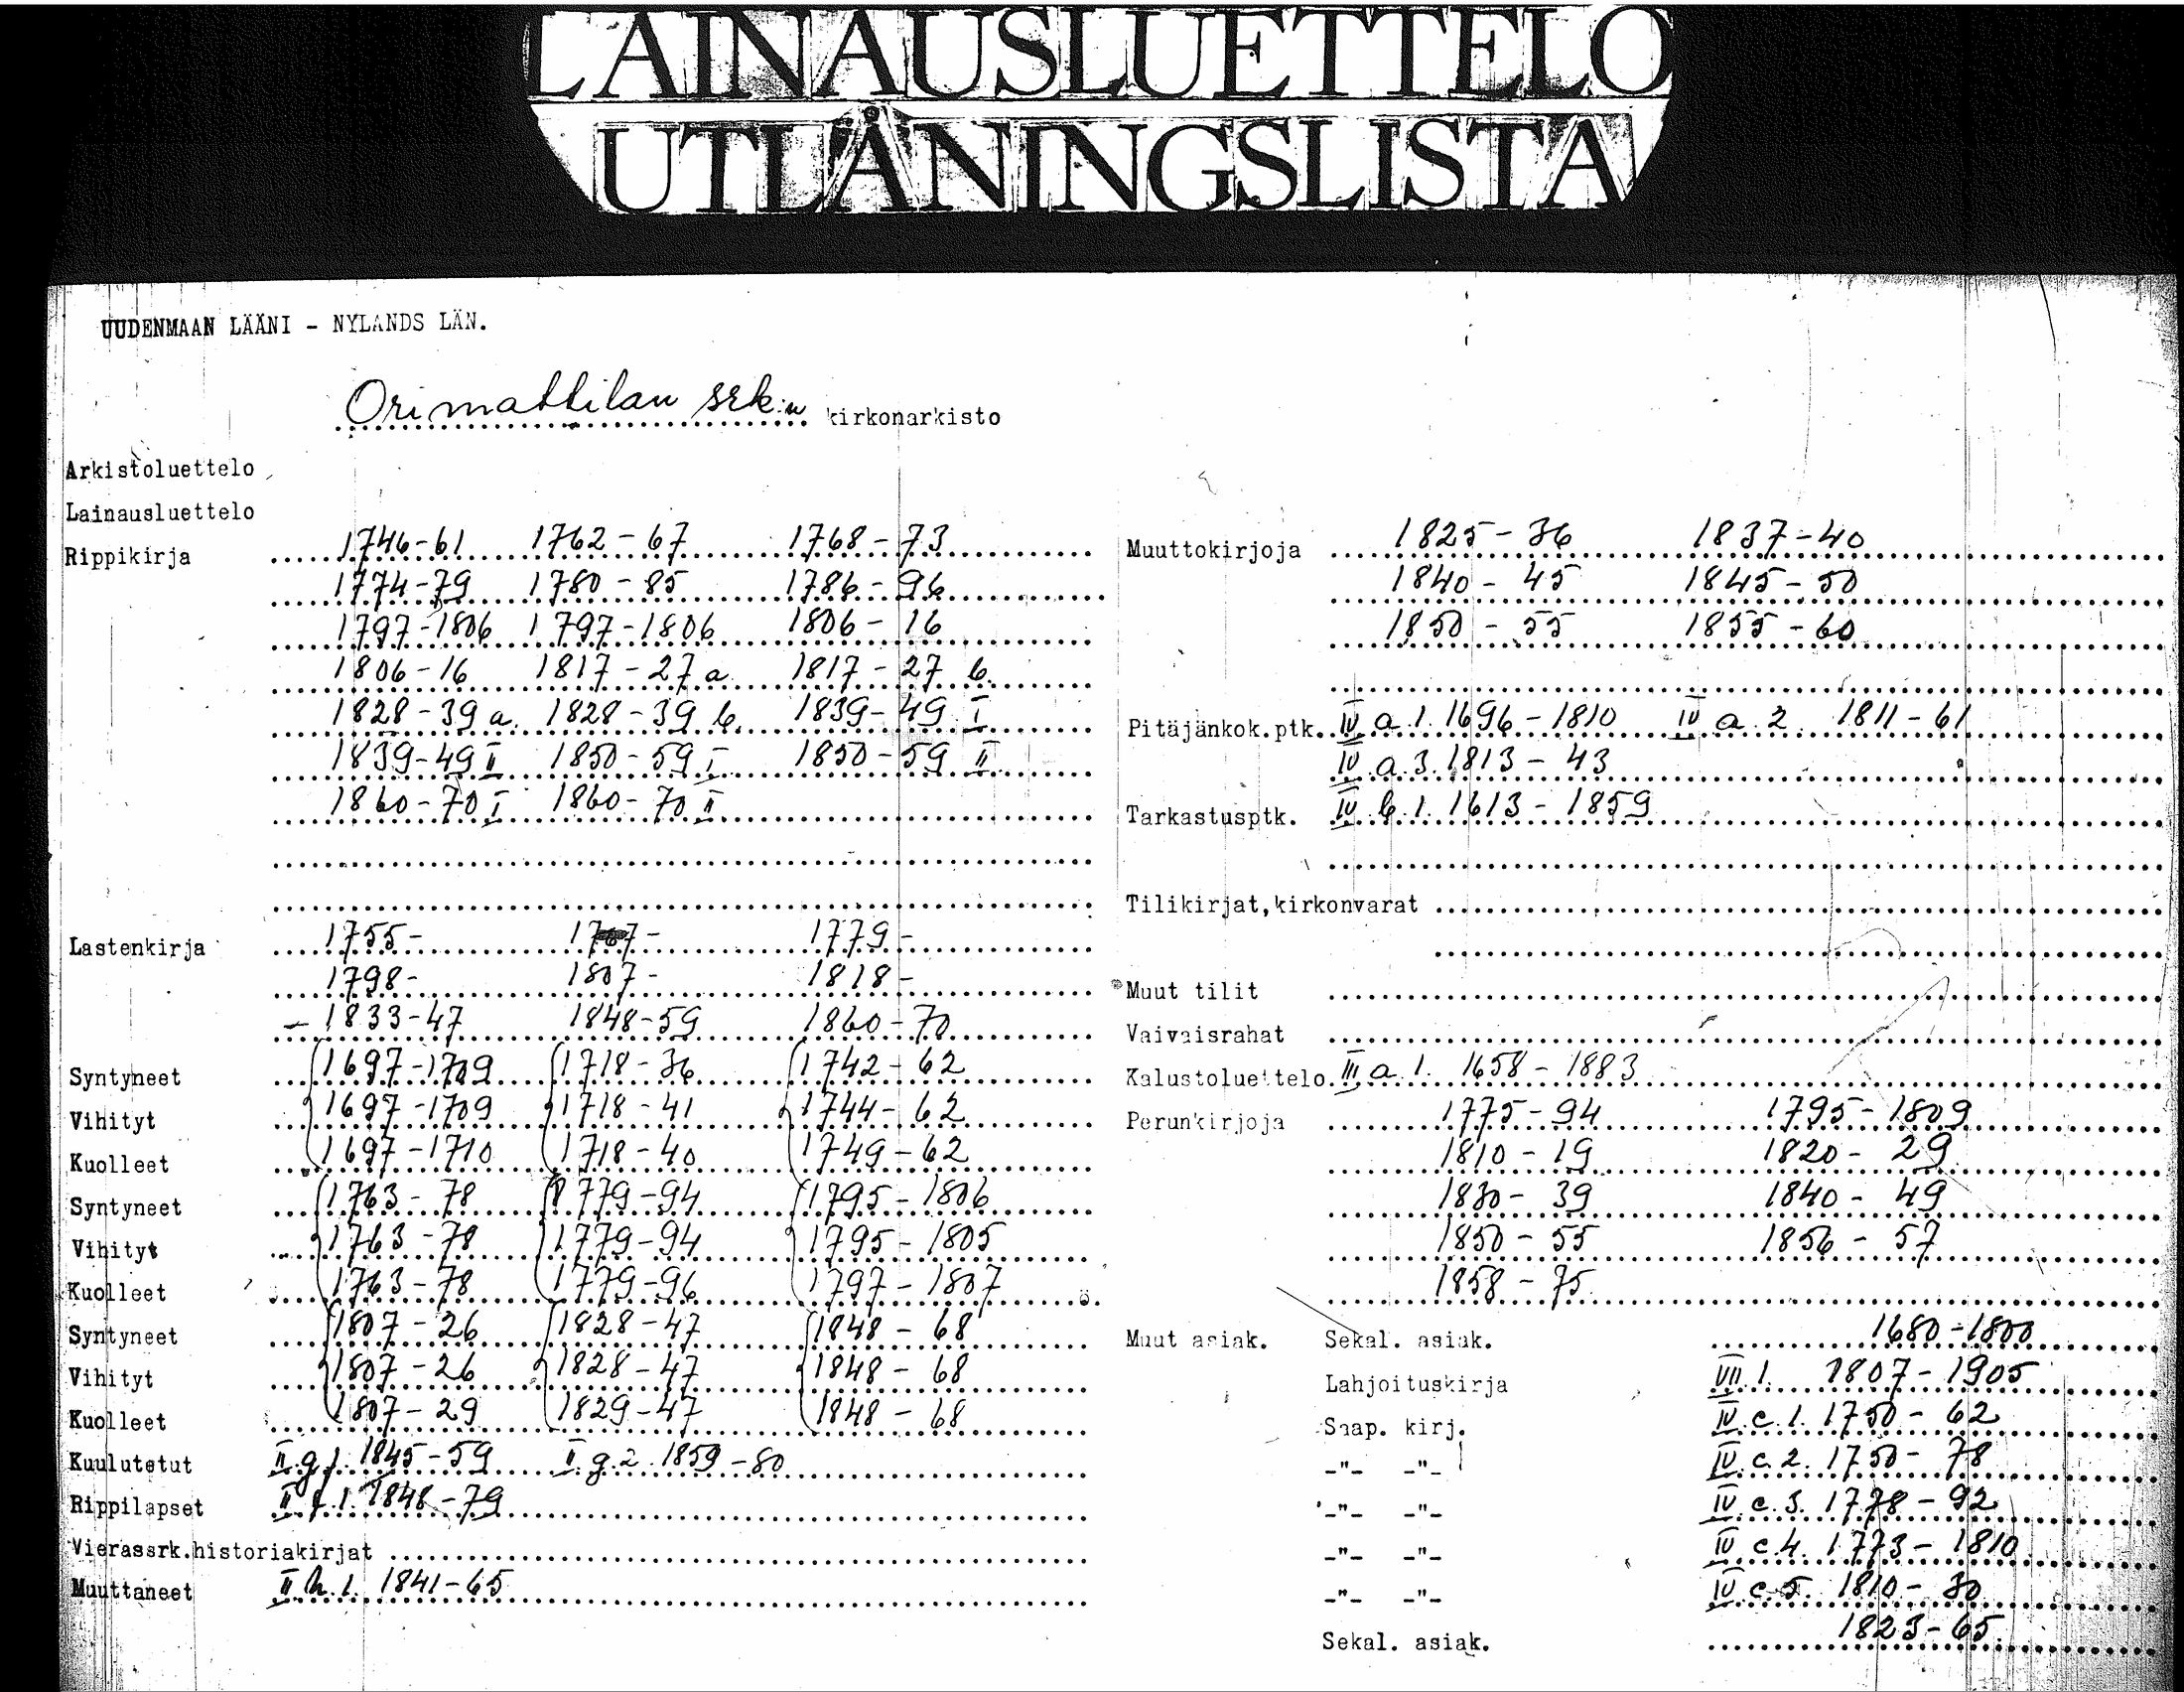 LAINAUSLUETTELO
UTLÅNINGSLISTA
UUDENMAAN LÄÄNI - NYLANDS LÄN.
Orimattilan srk:n kirkonarkisto
Arkistoluettelo
Lainausluettelo
Rippikirja 1746-61 1762-67 1768-73
1774-79 1780-85 1786-96
1797-1806 1797-1806 1806-16
1806-16 1817-27 a 1817-27 b.
1828-39 a. 1828-39 b. 1839-49 I
1839-49 II 1850-59 I 1850-59 II
1860-70 I 1860-70 II
Lastenkirja 1755- 1767- 1779-
1798- 1807- 1818-
- 1833-47 1848-59 1860-70
Syntyneet 1697-1709 1718-36 1742-62
Vihityt 1697-1709 1718-41 1744-62
Kuolleet 1697-1710 1718-40 1749-62
Syntyneet 1763-78 1779-94 1795-1806
Vihityt 1763-78 1779-94 1795-1805
Kuolleet 1763-78 1779-96 1797-1807
Syntyneet 1807-26 1828-47 1848-68
Vihityt 1807-26 1828-47 1848-68
Kuolleet 1807-29 1829-47 1848-68
Kuulutetut II g 1. 1845-59 II g 2. 1859-80
Rippilapset II f. 1. 1848-79
Vierassrk.historiakirjat
Muuttaneet II h. 1. 1841-65
Muuttokirjoja 1825-36 1837-40
1840-45 1845-50
1850-55 1855-60
Pitäjänkok.ptk. IV a. 1. 1696-1810 IV a. 2. 1811-61
IV a. 3. 1813-43
Tarkastusptk. IV b. 1. 1613-1859
Tilikirjat,kirkonvarat
Muut tilit
Vaivaisrahat
Kalustoluettelo III a. 1. 1658-1883
Perunkirjoja 1775-94 1795-1809
1810-19 1820-29
1830-39 1840-49
1850-55 1856-57
1858-75
Muut asiak. Sekal. asiak. 1680-1800
Lahjoituskirja VII 1. 1807-1905
Saap. kirj. IV. c. 1. 1750-62
-"- -"- IV. c. 2. 1750-78
-"- -"- IV c. 3. 1778-92
-"- -"- IV. c. 4. 1773-1810
-"- -"- IV. c. 5. 1810-30
Sekal. asiak. 1823-65